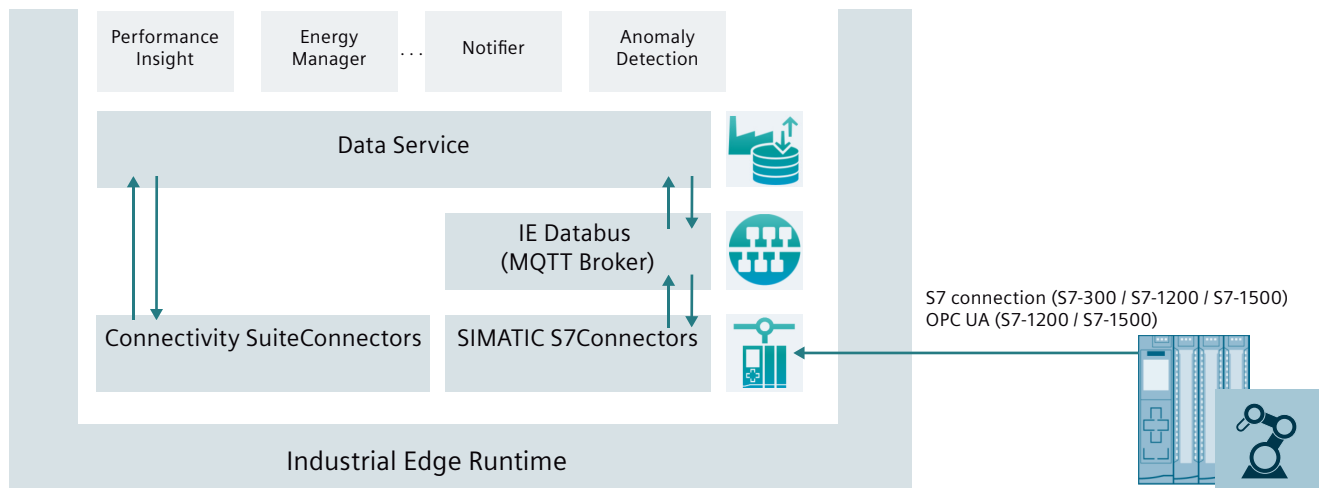 Performance
Insight
Energy
Manager
...
Notifier
Anomaly
Detection
Data Service
IE Databus
(MQTT Broker)
S7 connection (S7-300 / S7-1200 / S7-1500)
OPC UA (S7-1200 / S7-1500)
Connectivity SuiteConnectors
SIMATIC S7Connectors
Industrial Edge Runtime